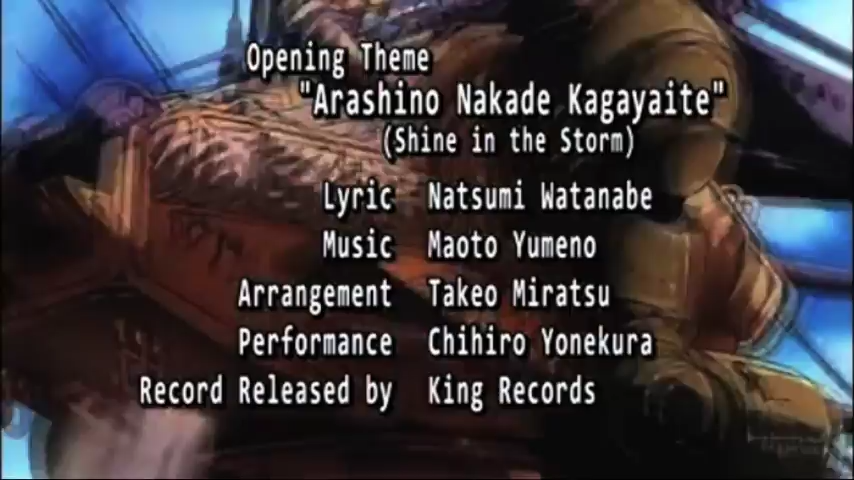 Opening Theme
"Arashino Nakade Kagayaite"
(Shine in the Storm)
Lyric Natsumi Watanabe
Music Maoto Yumeno
Arrangement Takeo Miratsu
Performance Chihiro Yonekura
Record Released by King Records